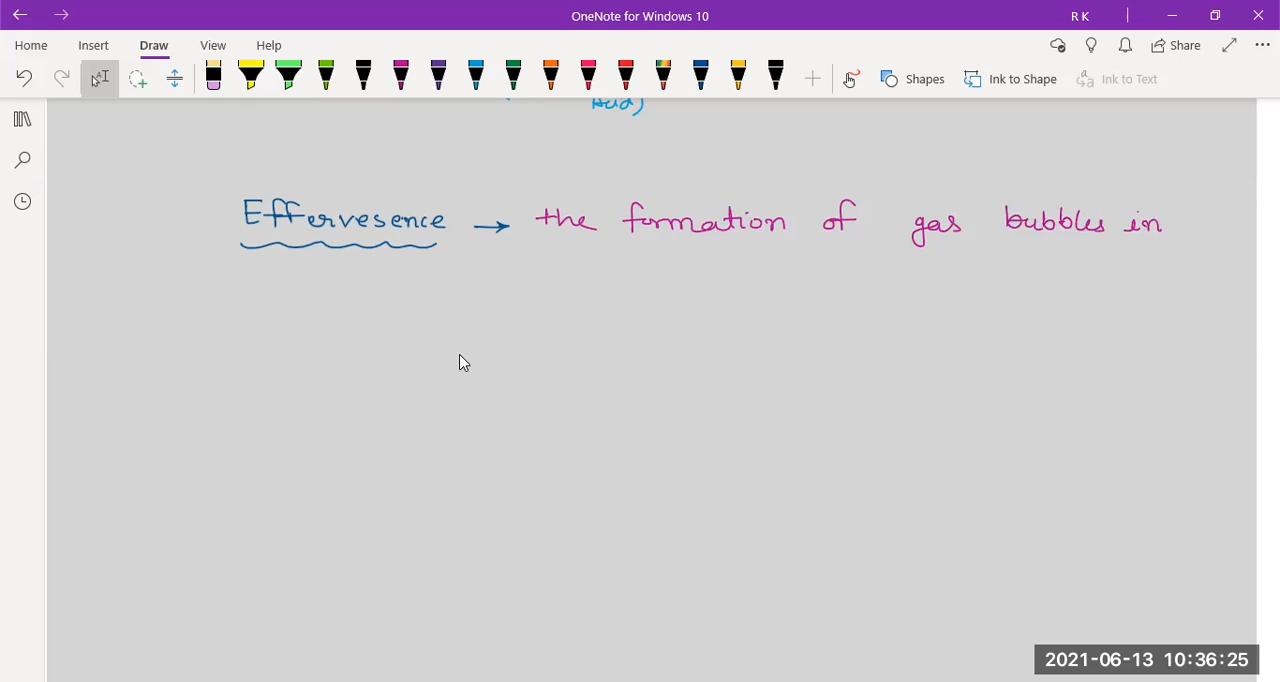 OneNote for Windows 10
R K
Home Insert Draw View Help
Share
Shapes
Ink to Shape
Ink to Text
Acid)
Effervesence → the formation of gas bubbles in
2021-06-13 10:36:25